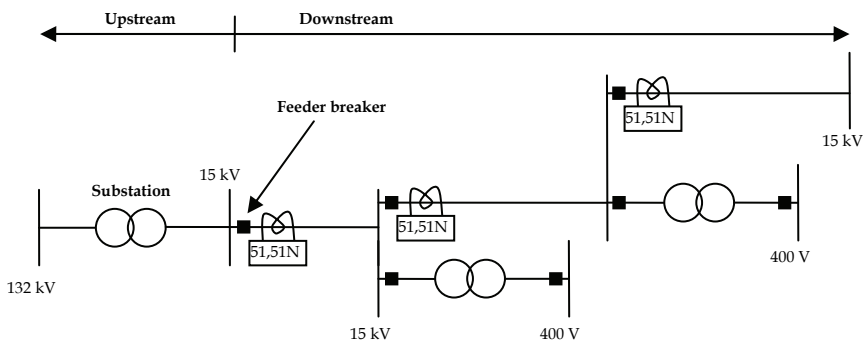 Upstream
Downstream
Feeder breaker
51,51N
15 kV
15 kV
Substation
51,51N
51,51N
400 V
132 kV
15 kV
400 V